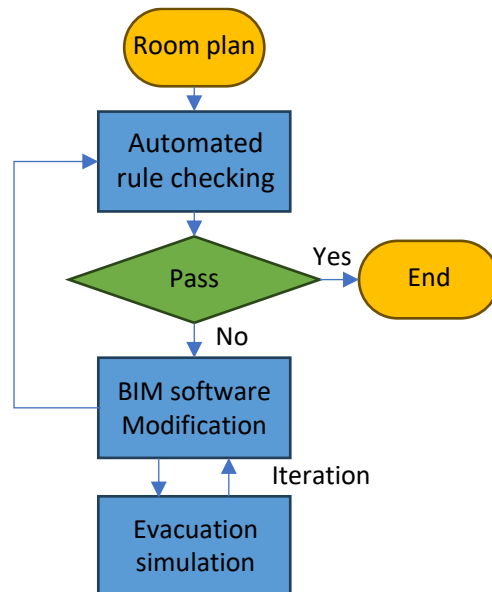 Room plan
Automated
rule checking
Pass
Yes
End
No
BIM software
Modification
Iteration
Evacuation
simulation